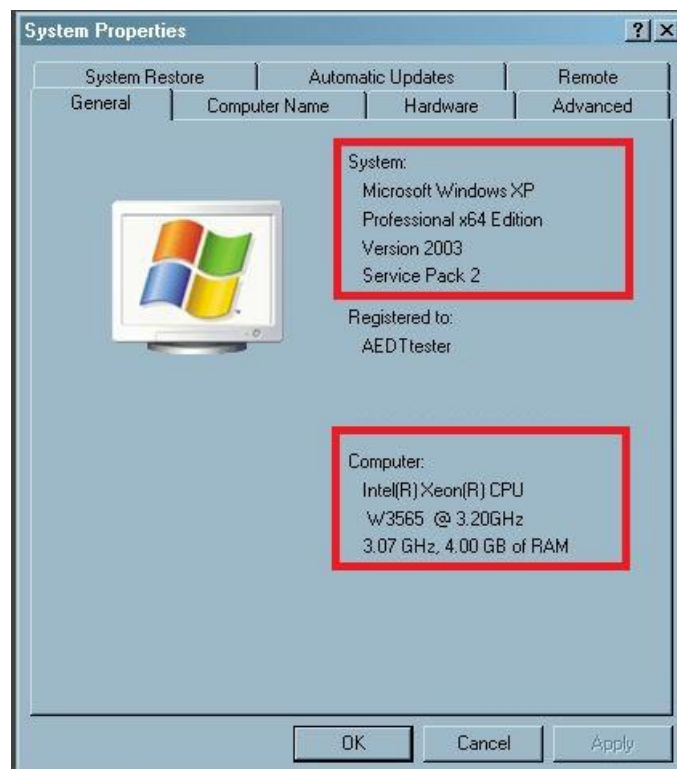 System Properties
? ×
System Restore Automatic Updates Remote
General Computer Name Hardware Advanced
System:
Microsoft Windows XP
Professional x64 Edition
Version 2003
Service Pack 2
Registered to:
AEDTtester
Computer:
Intel(R) Xeon(R) CPU
W3565 @ 3.20GHz
3.07 GHz, 4.00 GB of RAM
OK Cancel Apply